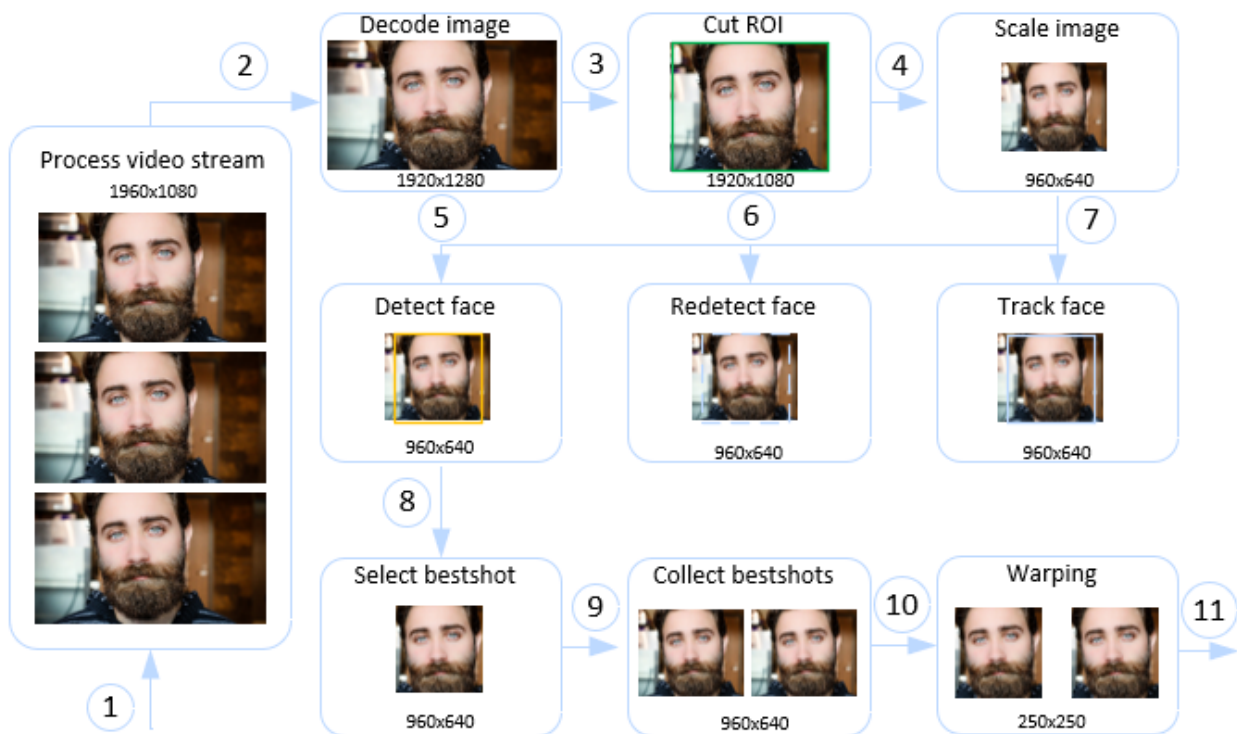 Decode image
1920x1280
Cut ROI
1920x1080
Scale image
960x640
2
3
4
Process video stream
1960x1080
5
6
7
Detect face
960x640
Redetect face
960x640
Track face
960x640
8
Select bestshot
960x640
9
Collect bestshots
960x640
10
Warping
250x250
11
1